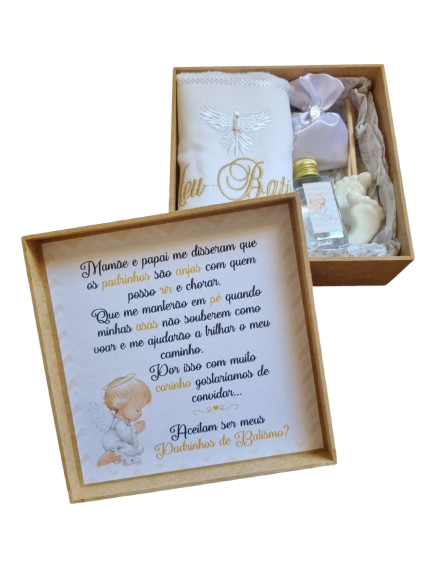 Meu Bati
Mamãe e papai me disseram que
os padrinhos são anjos com quem
posso rir e chorar.
Que me manterão em pé quando
minhas asas não souberem como
voar e me ajudarão a trilhar o meu
caminho.
Por isso com muito
carinho gostaríamos de
convidar...
Aceitam ser meus
Padrinhos de Batismo?